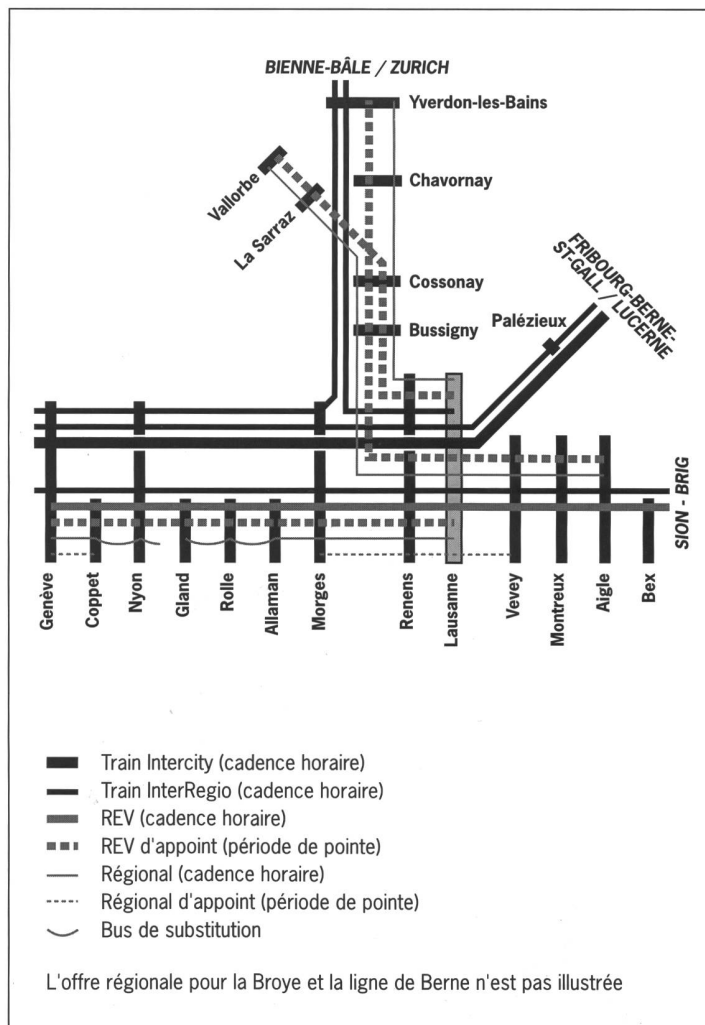 BIENNE-BÂLE / ZURICH
Yverdon-les-Bains
Chavornay
Vallorbe
La Sarraz
Cossonay
Bussigny
FRIBOURG-BERNE-
ST-GALL / LUCERNE
Palézieux
SION - BRIG
Genève
Coppet
Nyon
Gland
Rolle
Allaman
Morges
Renens
Lausanne
Vevey
Montreux
Aigle
Bex
Train Intercity (cadence horaire)
Train InterRegio (cadence horaire)
REV (cadence horaire)
REV d'appoint (période de pointe)
Régional (cadence horaire)
Régional d'appoint (période de pointe)
Bus de substitution
L'offre régionale pour la Broye et la ligne de Berne n'est pas illustrée